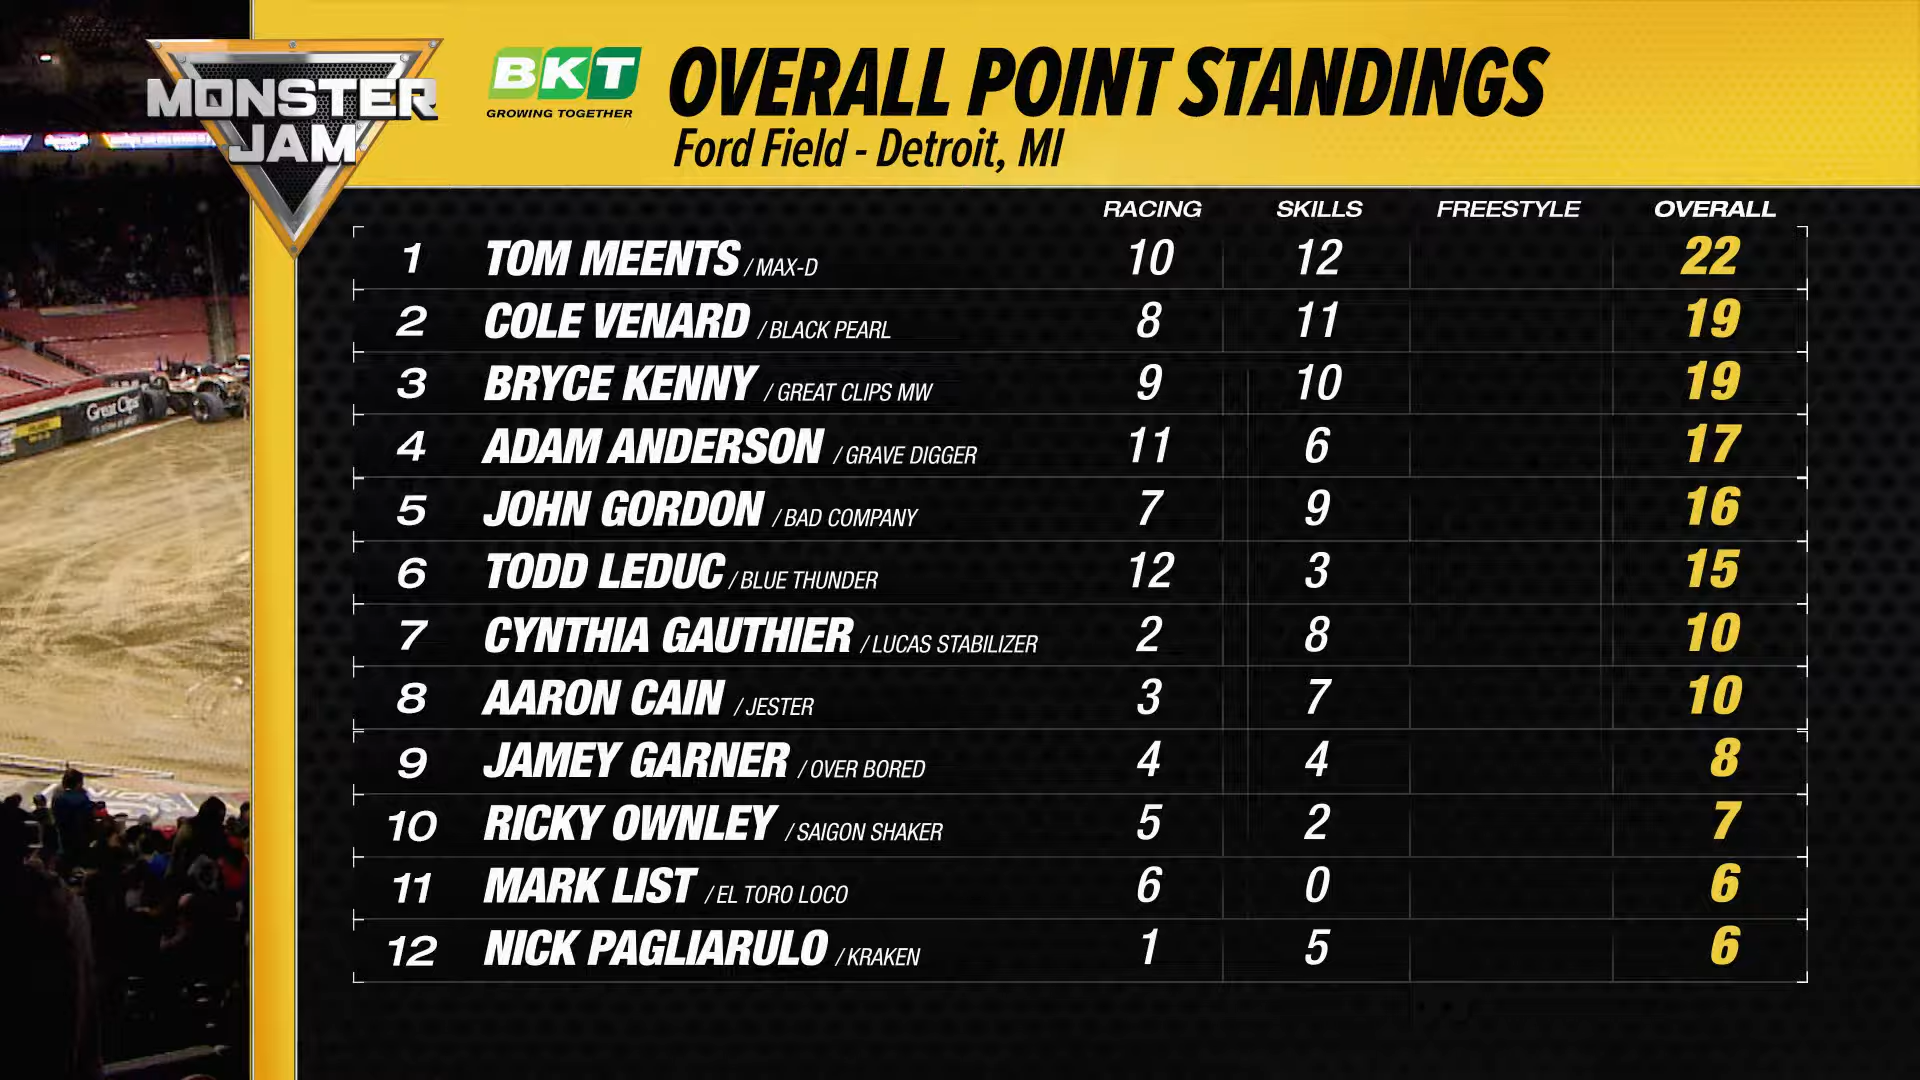 MONSTER
JAM
BKT
GROWING TOGETHER
OVERALL POINT STANDINGS
Ford Field - Detroit, MI
RACING SKILLS FREESTYLE OVERALL
1 TOM MEENTS / MAX-D 10 12 22
2 COLE VENARD / BLACK PEARL 8 11 19
3 BRYCE KENNY / GREAT CLIPS MW 9 10 19
4 ADAM ANDERSON / GRAVE DIGGER 11 6 17
5 JOHN GORDON / BAD COMPANY 7 9 16
6 TODD LEDUC / BLUE THUNDER 12 3 15
7 CYNTHIA GAUTHIER / LUCAS STABILIZER 2 8 10
8 AARON CAIN / JESTER 3 7 10
9 JAMEY GARNER / OVER BORED 4 4 8
10 RICKY OWNLEY / SAIGON SHAKER 5 2 7
11 MARK LIST / EL TORO LOCO 6 0 6
12 NICK PAGLIARULO / KRAKEN 1 5 6
Great Clips